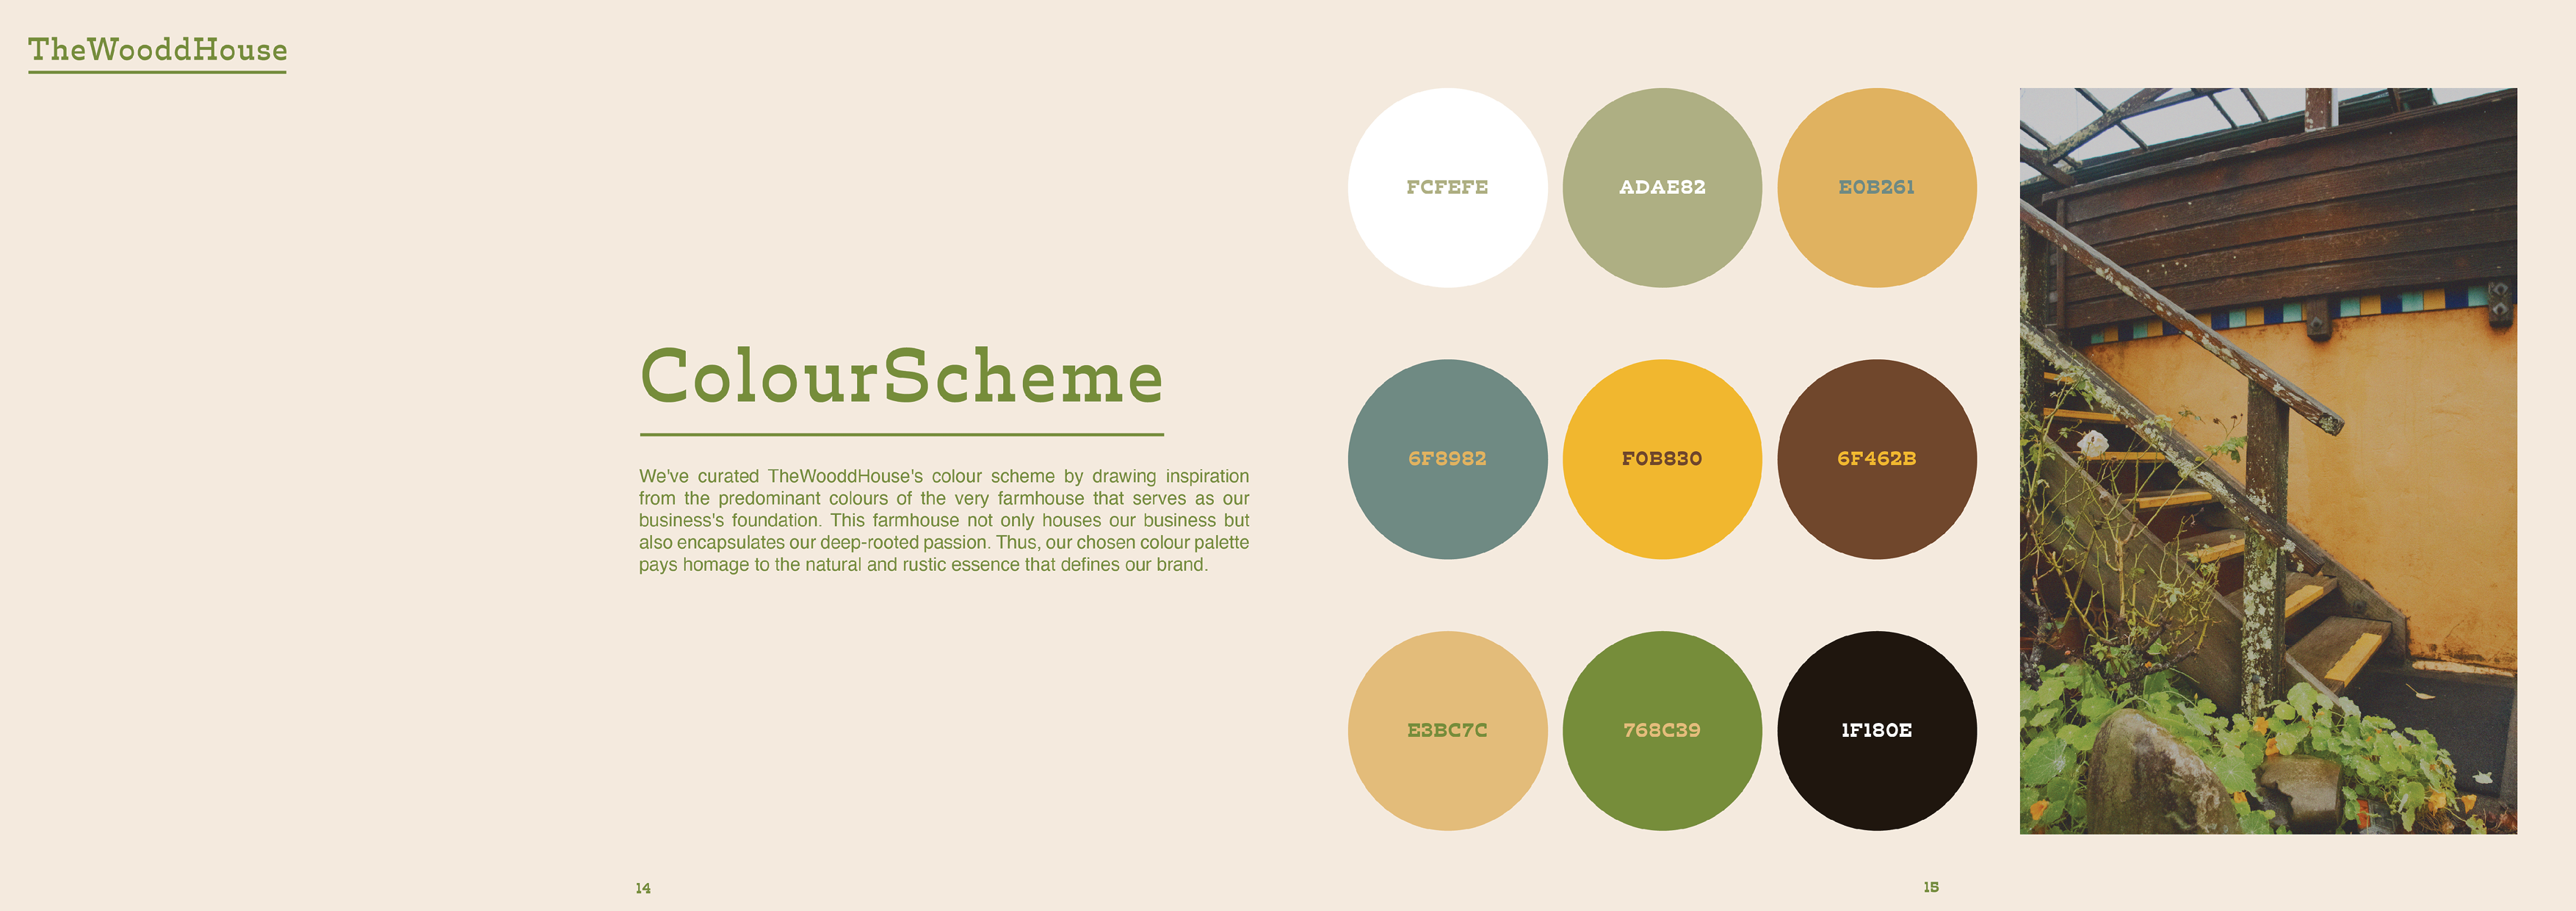 TheWooddHouse
ColourScheme
We've curated TheWooddHouse's colour scheme by drawing inspiration
from the predominant colours of the very farmhouse that serves as our
business's foundation. This farmhouse not only houses our business but
also encapsulates our deep-rooted passion. Thus, our chosen colour palette
pays homage to the natural and rustic essence that defines our brand.
14
FCFEFE
ADAE82
E0B261
6F8982
F0B830
6F462B
E3BC7C
768C39
1F180E
15